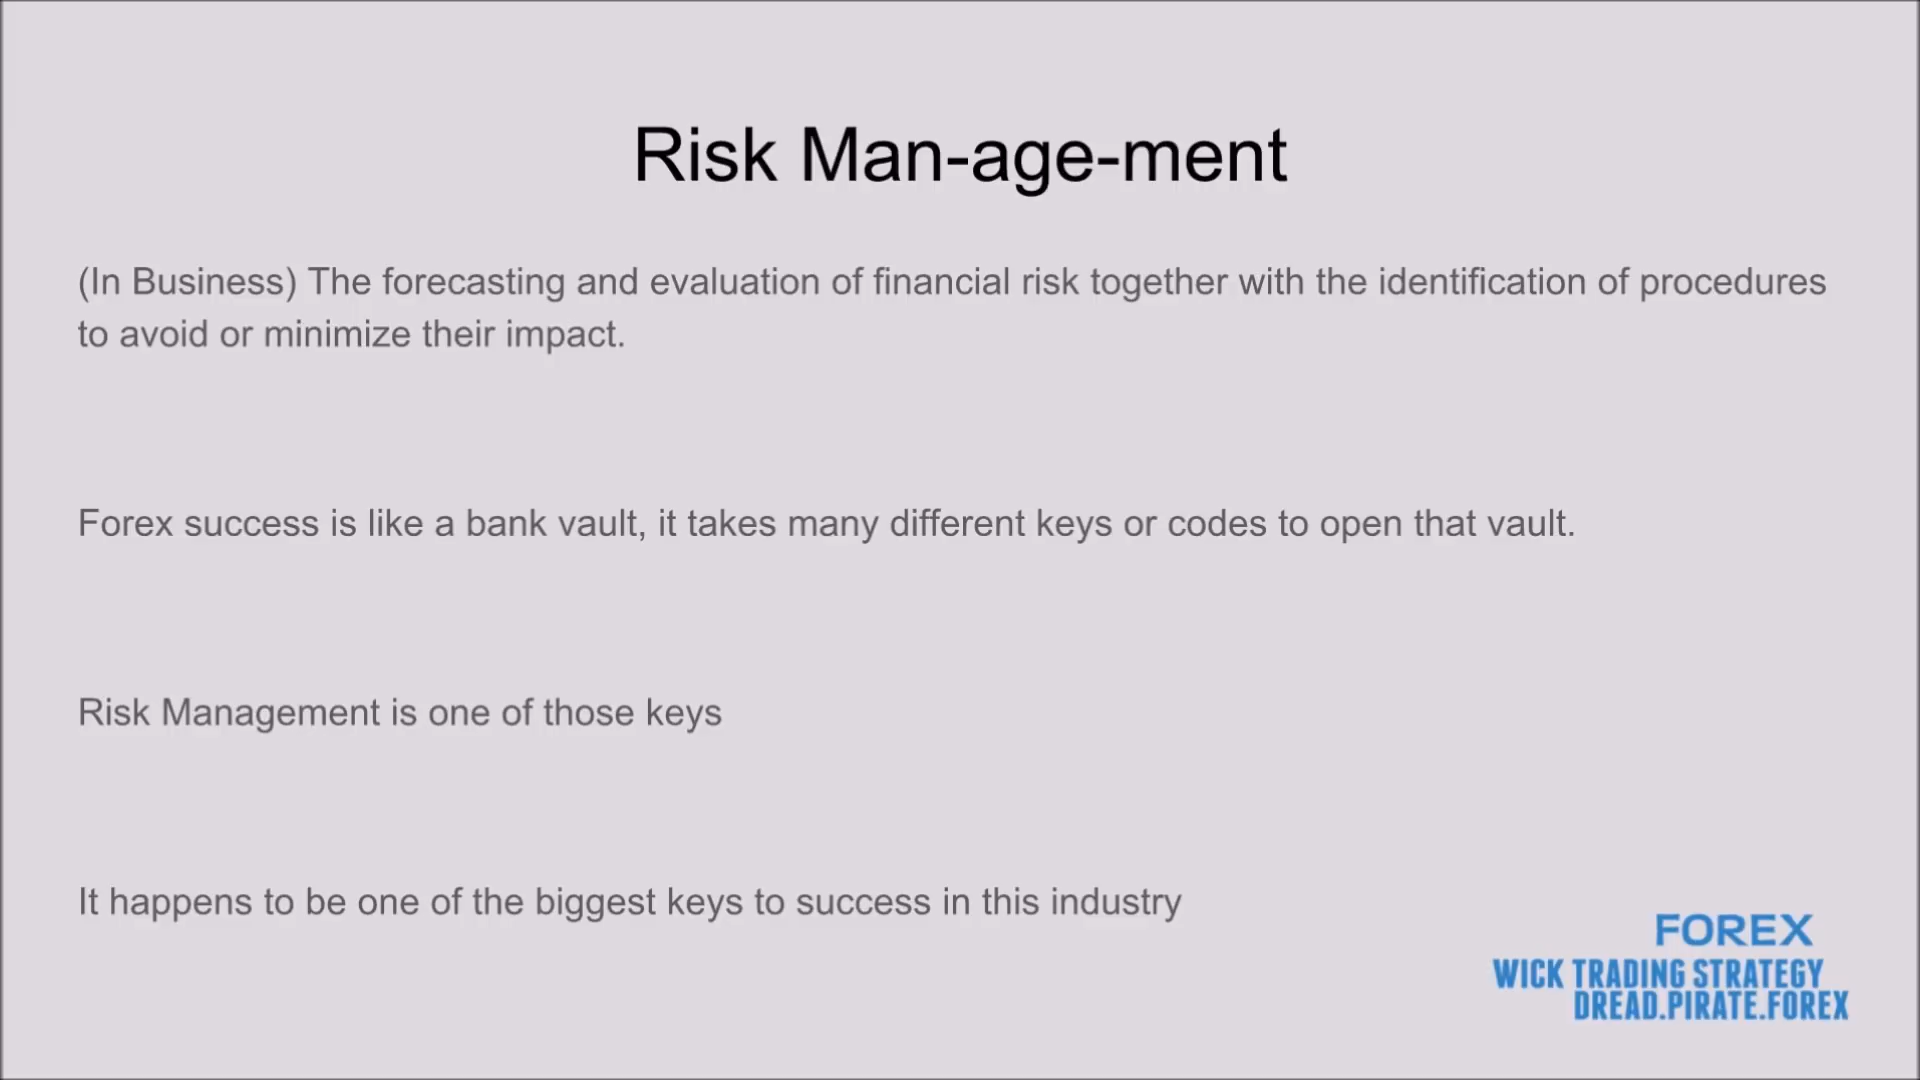 Risk Man-age-ment
(In Business) The forecasting and evaluation of financial risk together with the identification of procedures
to avoid or minimize their impact.
Forex success is like a bank vault, it takes many different keys or codes to open that vault.
Risk Management is one of those keys
It happens to be one of the biggest keys to success in this industry
FOREX
WICK TRADING STRATEGY
DREAD.PIRATE.FOREX